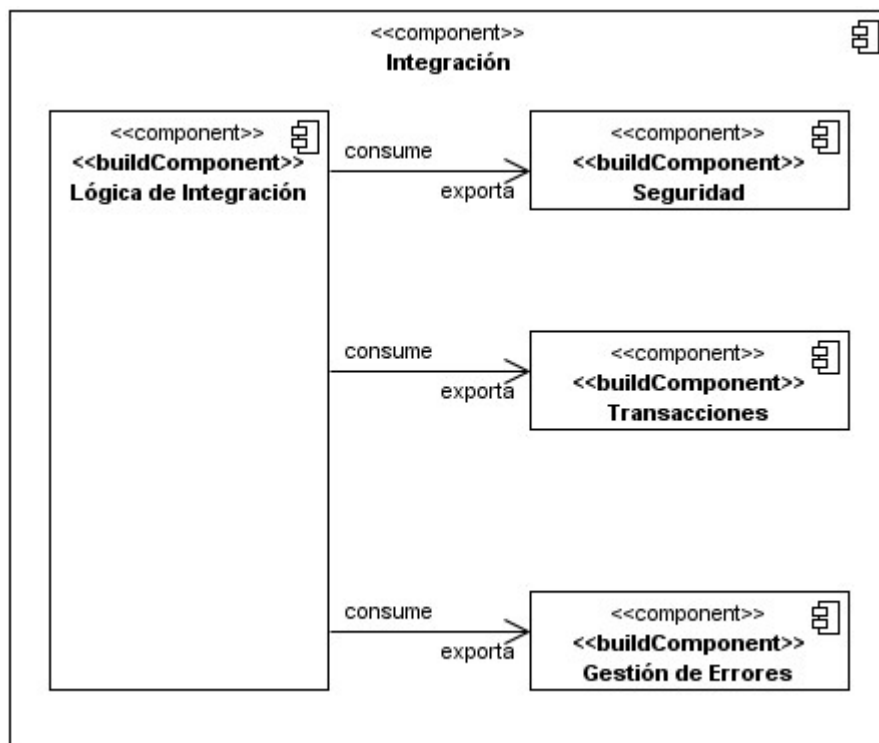 <<component>>
Integración
<<component>>
<<buildComponent>>
Lógica de Integración
consume
exporta
<<component>>
<<buildComponent>>
Seguridad
consume
exporta
<<component>>
<<buildComponent>>
Transacciones
consume
exporta
<<component>>
<<buildComponent>>
Gestión de Errores